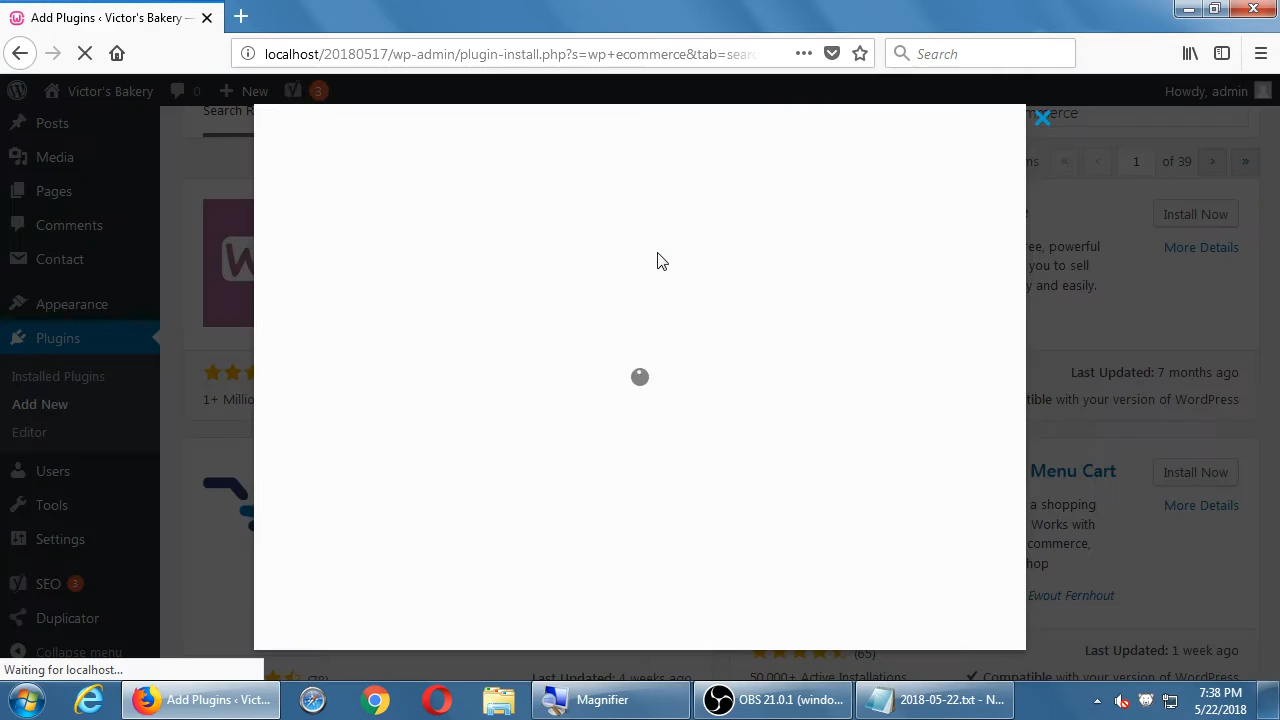 Add Plugins ‹ Victor's Bakery —
localhost/20180517/wp-admin/plugin-install.php?s=wp+ecommerce&tab=searc
Search
Victor's Bakery
0
New
3
Howdy, admin
Posts
Media
Pages
Comments
Contact
Appearance
Plugins
Installed Plugins
Add New
Editor
Users
Tools
Settings
SEO 3
Duplicator
Collapse menu
Search R
merce
ms « ‹ 1 of 39 › »
W
Install Now
More Details
ree, powerful
you to sell
y and easily.
1+ Millio
Last Updated: 7 months ago
tible with your version of WordPress
Menu Cart
Install Now
More Details
a shopping
Works with
commerce,
hop
Ewout Fernhout
(65)
Last Updated: 1 week ago
Last Updated: 4 weeks ago
50,000+ Active Installations
Compatible with your version of WordPress
Waiting for localhost...
Add Plugins ‹ Vict...
Magnifier
OBS 21.0.1 (windo...
2018-05-22.txt - N...
7:38 PM
5/22/2018